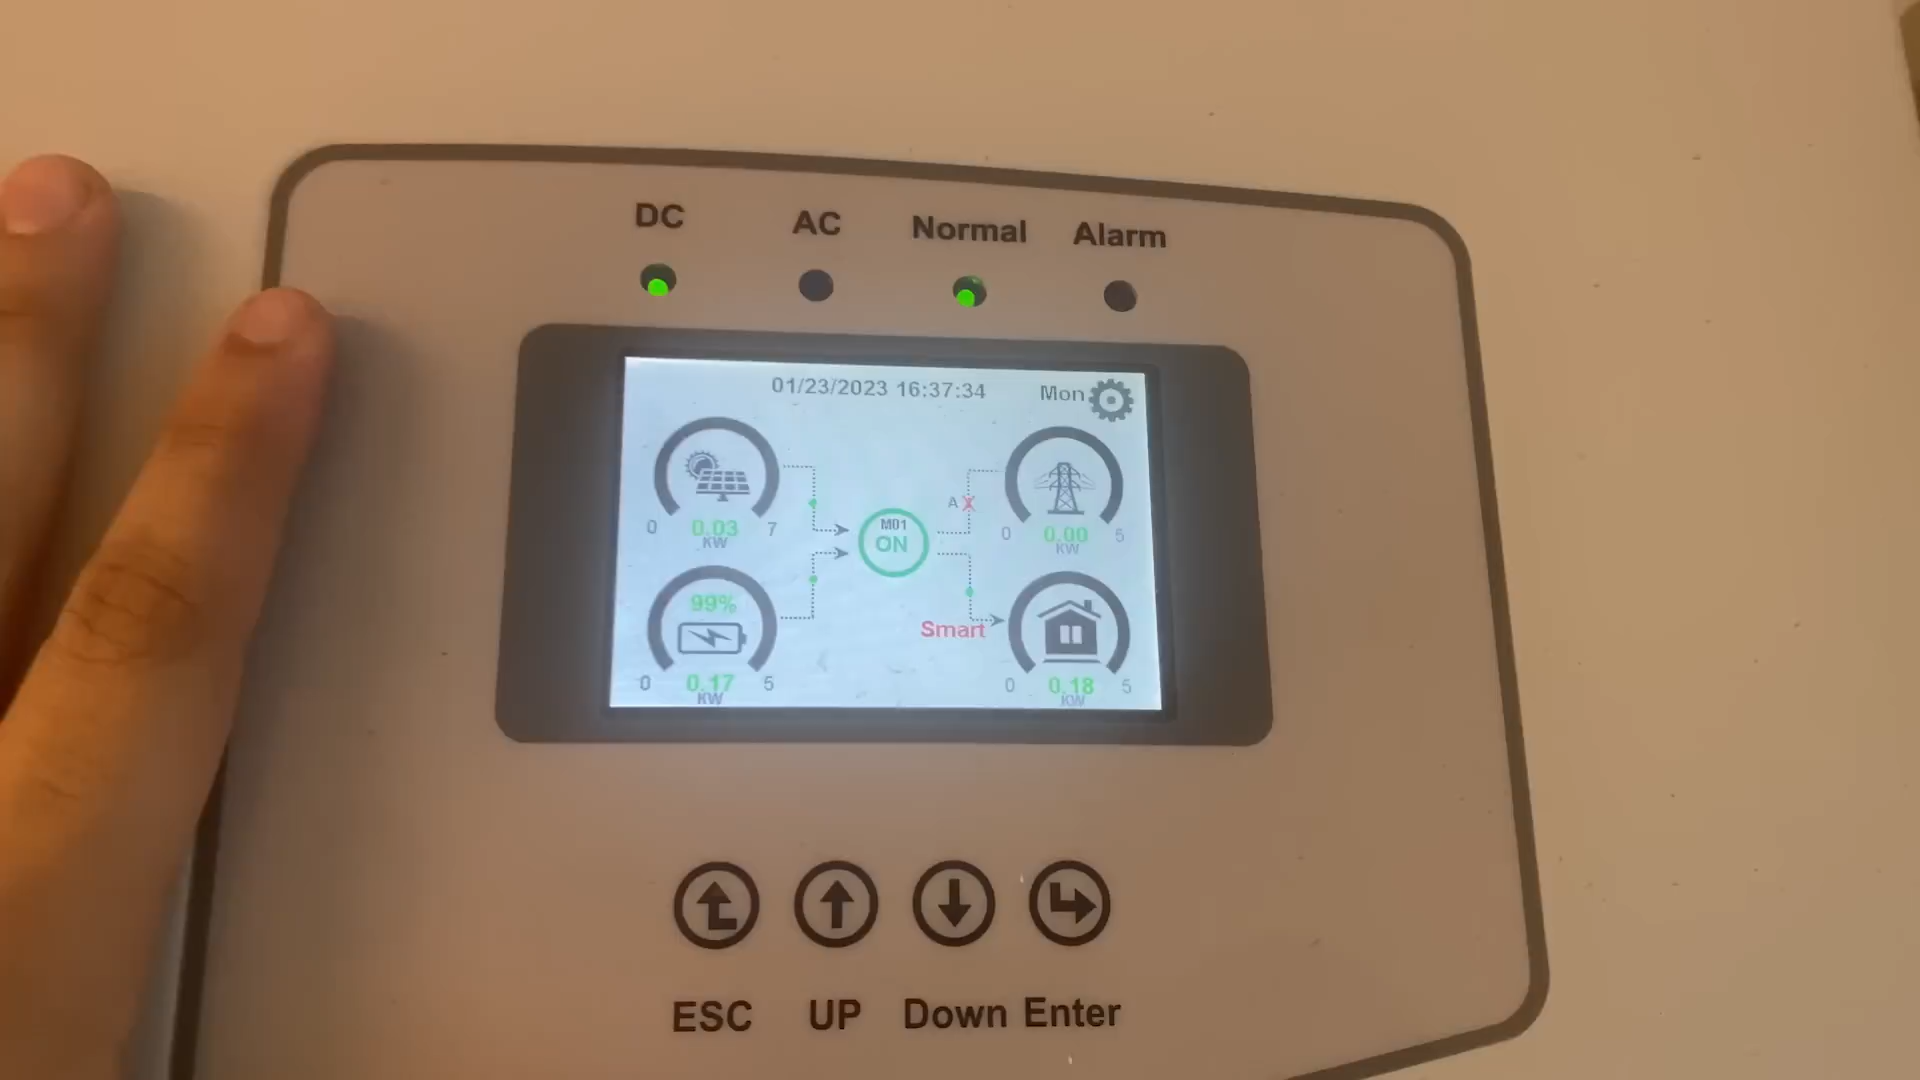 DC AC Normal Alarm
01/23/2023 16:37:34 Mon
0 0.03 7
KW
A X
M01
ON
0 0.00 5
KW
99%
0 0.17 5
KW
Smart
0 0.18 5
KW
ESC UP Down Enter